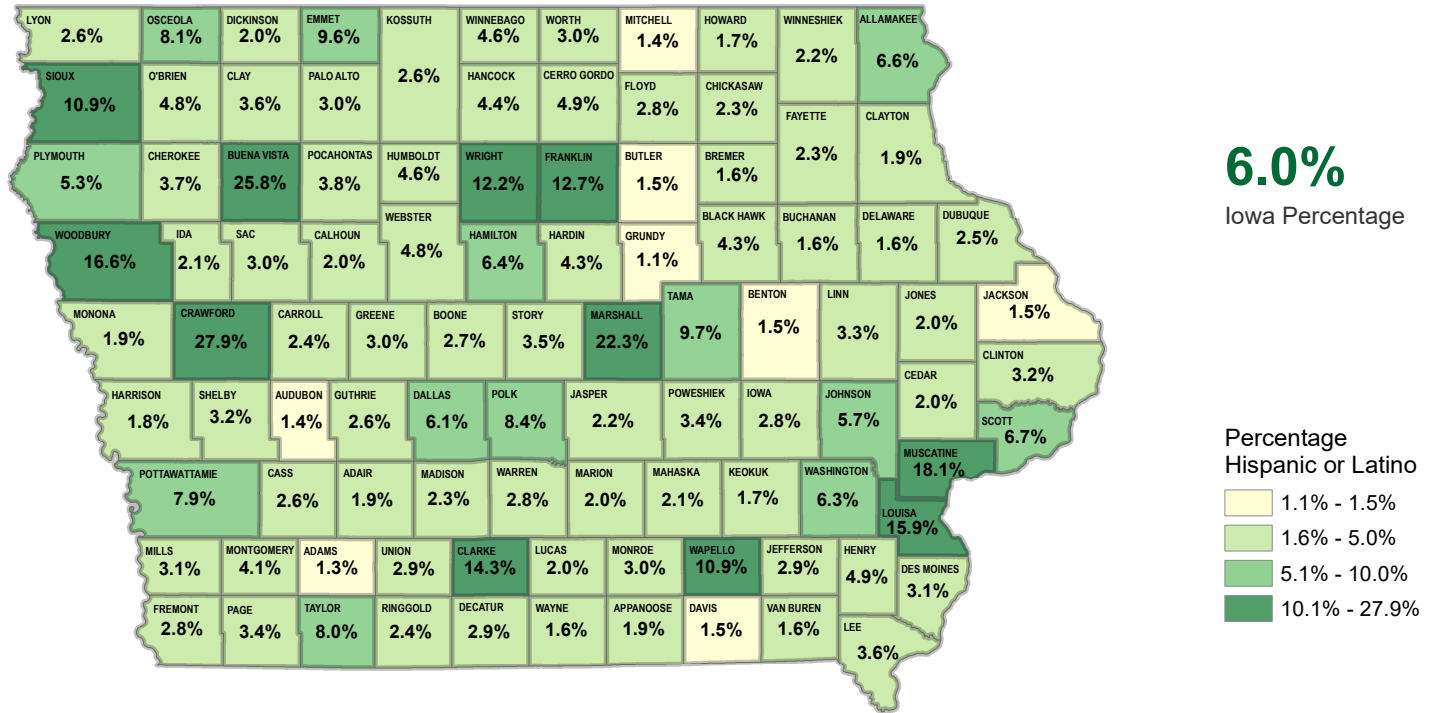 LYON
2.6%
OSCEOLA
8.1%
DICKINSON
2.0%
EMMET
9.6%
KOSSUTH
2.6%
WINNEBAGO
4.6%
WORTH
3.0%
MITCHELL
1.4%
HOWARD
1.7%
WINNESHIEK
2.2%
ALLAMAKEE
6.6%
SIOUX
10.9%
O'BRIEN
4.8%
CLAY
3.6%
PALO ALTO
3.0%
HANCOCK
4.4%
CERRO GORDO
4.9%
FLOYD
2.8%
CHICKASAW
2.3%
FAYETTE
2.3%
CLAYTON
1.9%
PLYMOUTH
5.3%
CHEROKEE
3.7%
BUENA VISTA
25.8%
POCAHONTAS
3.8%
HUMBOLDT
4.6%
WRIGHT
12.2%
FRANKLIN
12.7%
BUTLER
1.5%
BREMER
1.6%
WOODBURY
16.6%
IDA
2.1%
SAC
3.0%
CALHOUN
2.0%
WEBSTER
4.8%
HAMILTON
6.4%
HARDIN
4.3%
GRUNDY
1.1%
BLACK HAWK
4.3%
BUCHANAN
1.6%
DELAWARE
1.6%
DUBUQUE
2.5%
MONONA
1.9%
CRAWFORD
27.9%
CARROLL
2.4%
GREENE
3.0%
BOONE
2.7%
STORY
3.5%
MARSHALL
22.3%
TAMA
9.7%
BENTON
1.5%
LINN
3.3%
JONES
2.0%
JACKSON
1.5%
CLINTON
3.2%
HARRISON
1.8%
SHELBY
3.2%
AUDUBON
1.4%
GUTHRIE
2.6%
DALLAS
6.1%
POLK
8.4%
JASPER
2.2%
POWESHIEK
3.4%
IOWA
2.8%
JOHNSON
5.7%
CEDAR
2.0%
SCOTT
6.7%
MUSCATINE
18.1%
POTTAWATTAMIE
7.9%
CASS
2.6%
ADAIR
1.9%
MADISON
2.3%
WARREN
2.8%
MARION
2.0%
MAHASKA
2.1%
KEOKUK
1.7%
WASHINGTON
6.3%
LOUISA
15.9%
MILLS
3.1%
MONTGOMERY
4.1%
ADAMS
1.3%
UNION
2.9%
CLARKE
14.3%
LUCAS
2.0%
MONROE
3.0%
WAPELLO
10.9%
JEFFERSON
2.9%
HENRY
4.9%
DES MOINES
3.1%
FREMONT
2.8%
PAGE
3.4%
TAYLOR
8.0%
RINGGOLD
2.4%
DECATUR
2.9%
WAYNE
1.6%
APPANOOSE
1.9%
DAVIS
1.5%
VAN BUREN
1.6%
LEE
3.6%
6.0%
Iowa Percentage
Percentage
Hispanic or Latino
1.1% - 1.5%
1.6% - 5.0%
5.1% - 10.0%
10.1% - 27.9%